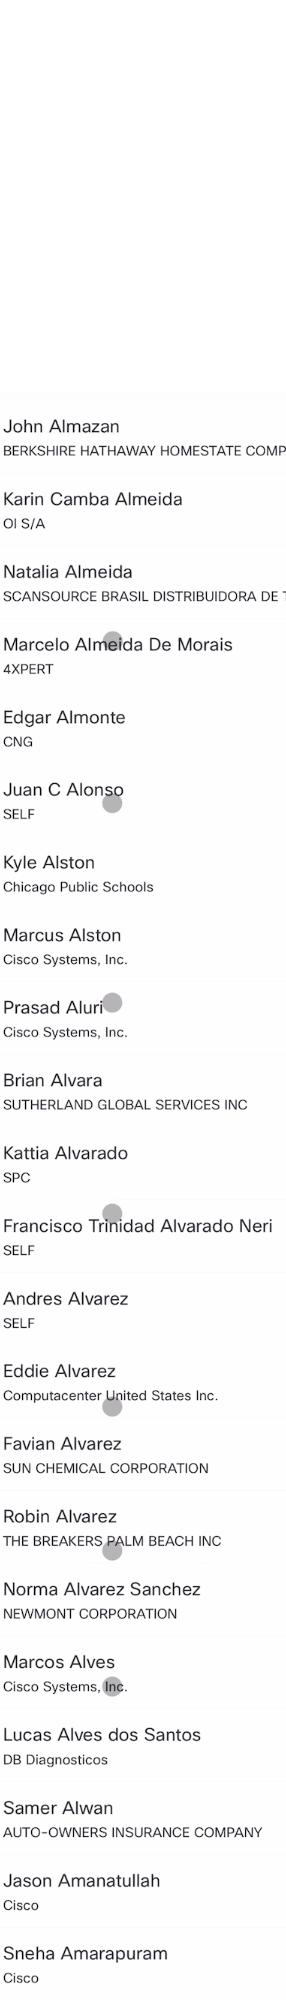 John Almazan
BERKSHIRE HATHAWAY HOMESTATE COMP
Karin Camba Almeida
OI S/A
Natalia Almeida
SCANSOURCE BRASIL DISTRIBUIDORA DE T
Marcelo Almeida De Morais
4XPERT
Edgar Almonte
CNG
Juan C Alonso
SELF
Kyle Alston
Chicago Public Schools
Marcus Alston
Cisco Systems, Inc.
Prasad Aluri
Cisco Systems, Inc.
Brian Alvara
SUTHERLAND GLOBAL SERVICES INC
Kattia Alvarado
SPC
Francisco Trinidad Alvarado Neri
SELF
Andres Alvarez
SELF
Eddie Alvarez
Computacenter United States Inc.
Favian Alvarez
SUN CHEMICAL CORPORATION
Robin Alvarez
THE BREAKERS PALM BEACH INC
Norma Alvarez Sanchez
NEWMONT CORPORATION
Marcos Alves
Cisco Systems, Inc.
Lucas Alves dos Santos
DB Diagnosticos
Samer Alwan
AUTO-OWNERS INSURANCE COMPANY
Jason Amanatullah
Cisco
Sneha Amarapuram
Cisco